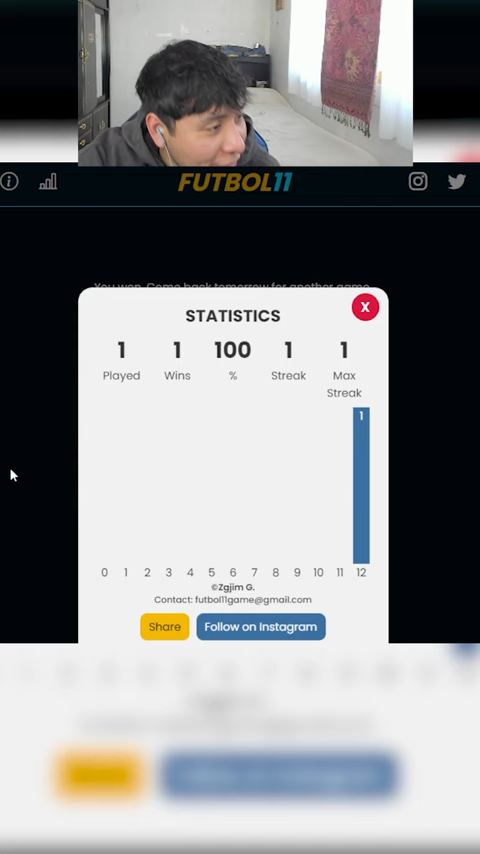 FUTBOL11
You won. Come back tomorrow for another game.
STATISTICS
X
1 1 100 1 1
Played Wins % Streak Max
Streak
1
0 1 2 3 4 5 6 7 8 9 10 11 12
©Zgjim G.
Contact: futbol11game@gmail.com
Share Follow on Instagram